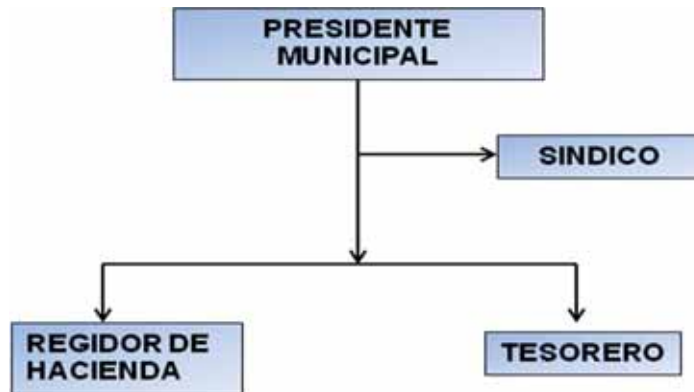 PRESIDENTE
MUNICIPAL
SINDICO
REGIDOR DE
HACIENDA
TESORERO